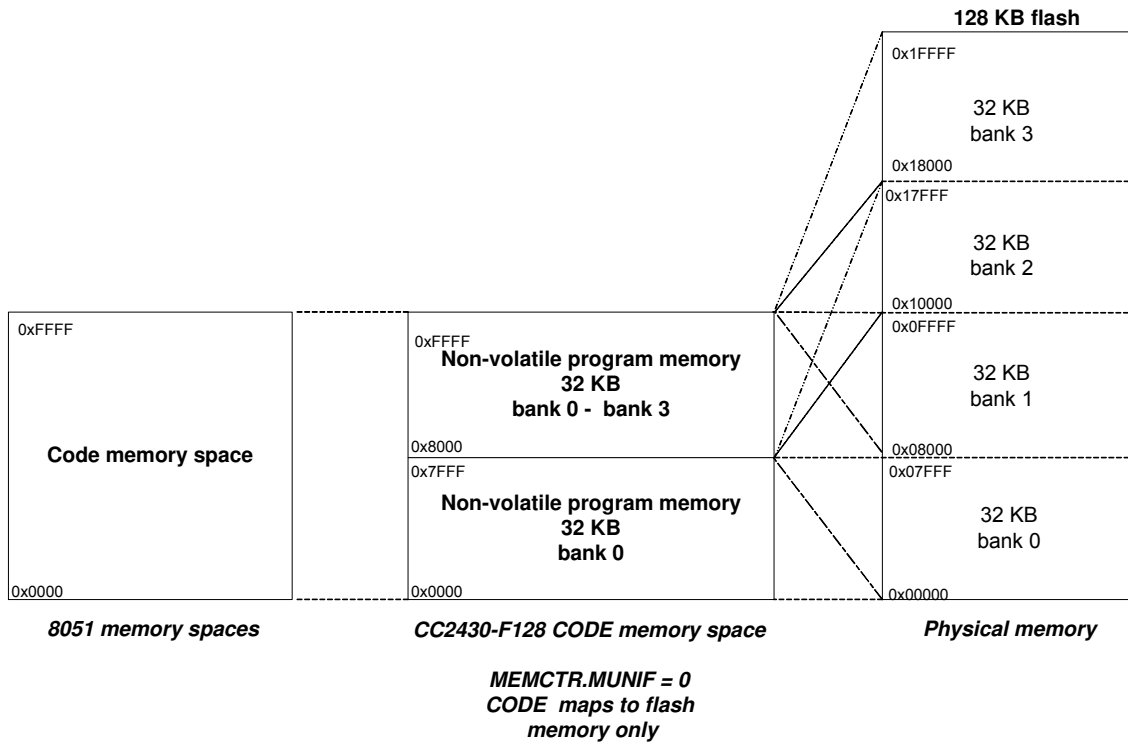 128 KB flash
0x1FFFF
32 KB
bank 3
0x18000
0x17FFF
32 KB
bank 2
0x10000
0xFFFF
0xFFFF
Non-volatile program memory
32 KB
bank 0 - bank 3
0x0FFFF
32 KB
bank 1
Code memory space
0x8000
0x08000
0x7FFF
Non-volatile program memory
32 KB
bank 0
0x07FFF
32 KB
bank 0
0x0000
0x0000
0x00000
8051 memory spaces
CC2430-F128 CODE memory space
Physical memory
MEMCTR.MUNIF = 0
CODE maps to flash
memory only